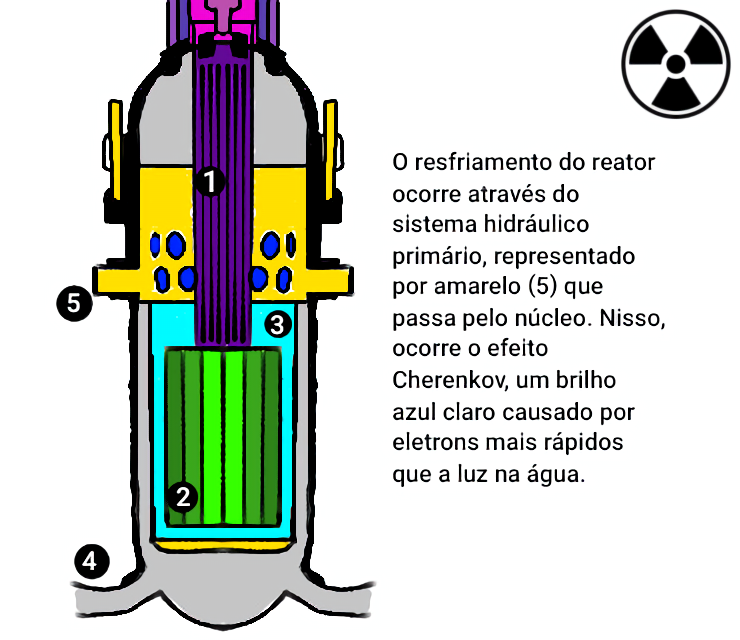 1
5
3
2
4
O resfriamento do reator
ocorre através do
sistema hidráulico
primário, representado
por amarelo (5) que
passa pelo núcleo. Nisso,
ocorre o efeito
Cherenkov, um brilho
azul claro causado por
eletrons mais rápidos
que a luz na água.